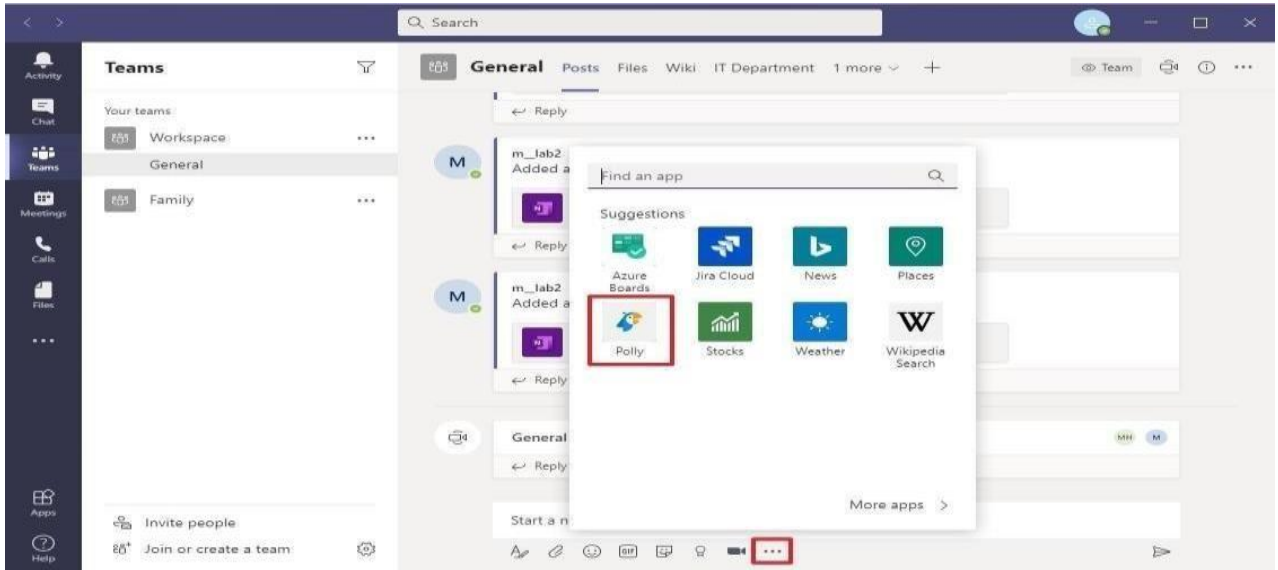 Search
Activity
Chat
Teams
Meetings
Calls
Files
Apps
Help
Teams
Your teams
Workspace
General
Family
Invite people
Join or create a team
General Posts Files Wiki IT Department 1 more
Team
Reply
M
m_lab2
Added a
N
Reply
M
m_lab2
Added a
N
Reply
General
MH M
Reply
Start a n
GIF
Find an app
Suggestions
Azure Boards
Jira Cloud
News
Places
Polly
Stocks
Weather
W
Wikipedia Search
More apps